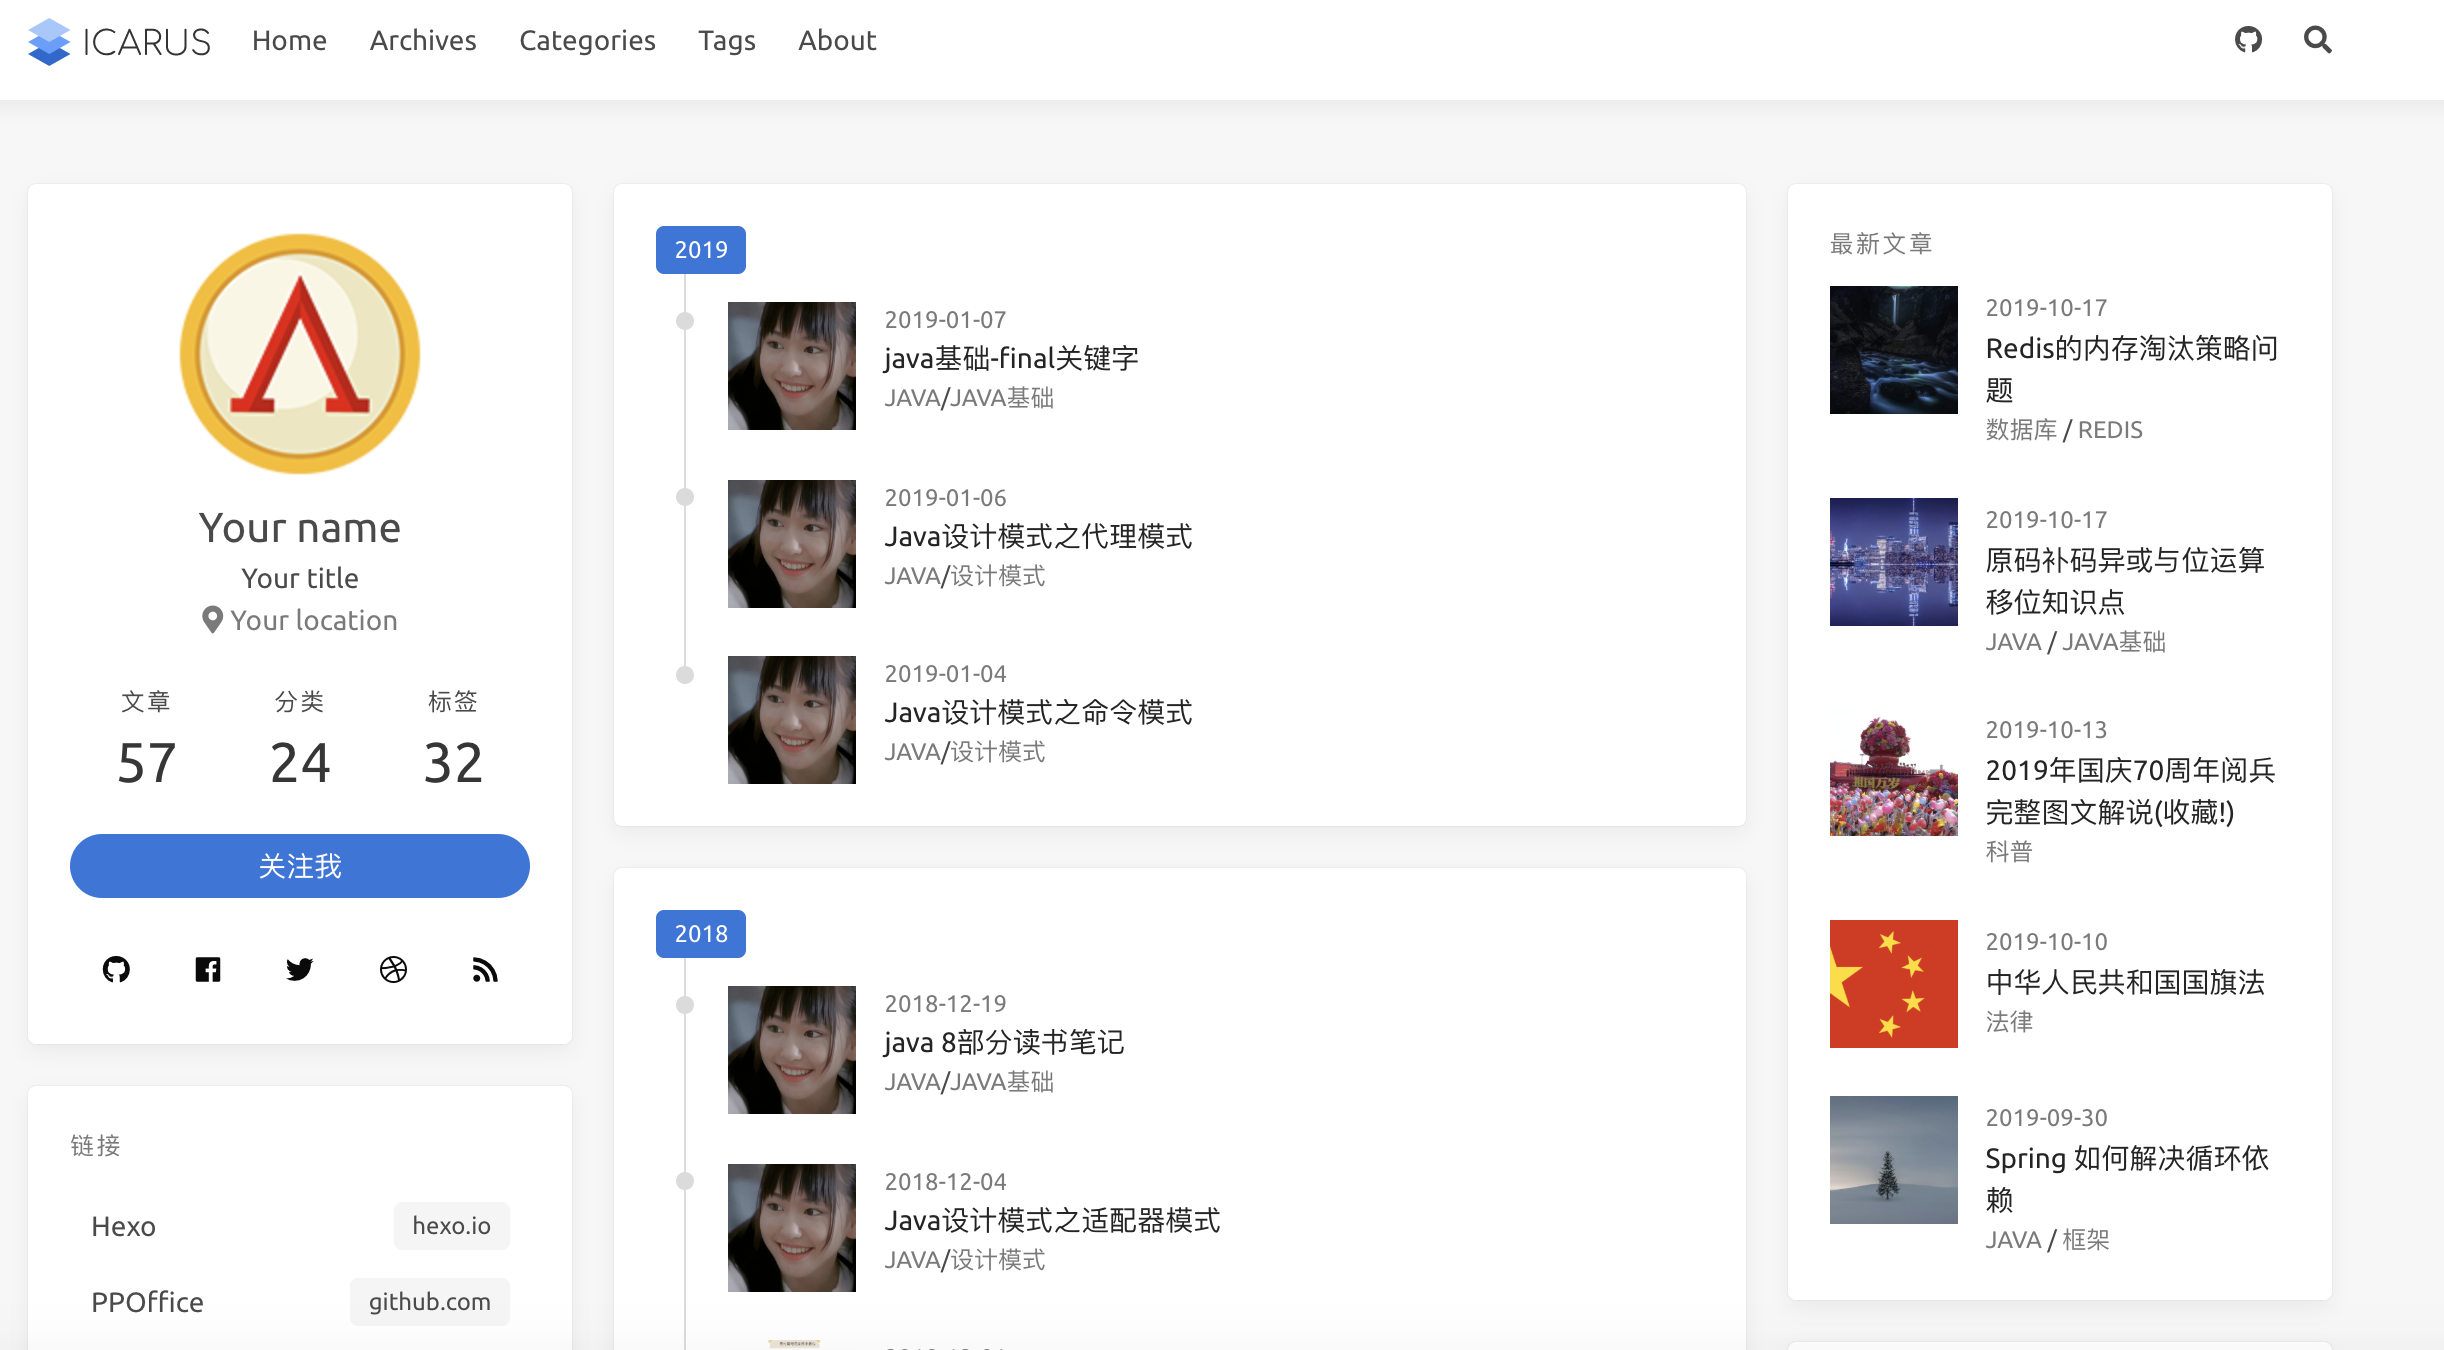 ICARUS
Home
Archives
Categories
Tags
About
Your name
Your title
Your location
文章
分类
标签
57
24
32
关注我
链接
Hexo
hexo.io
PPOffice
github.com
2019
2019-01-07
java基础-final关键字
JAVA/JAVA基础
2019-01-06
Java设计模式之代理模式
JAVA/设计模式
2019-01-04
Java设计模式之命令模式
JAVA/设计模式
2018
2018-12-19
java 8部分读书笔记
JAVA/JAVA基础
2018-12-04
Java设计模式之适配器模式
JAVA/设计模式
最新文章
2019-10-17
Redis的内存淘汰策略问
题
数据库 / REDIS
2019-10-17
原码补码异或与位运算
移位知识点
JAVA / JAVA基础
祖国万岁
2019-10-13
2019年国庆70周年阅兵
完整图文解说(收藏!)
科普
2019-10-10
中华人民共和国国旗法
法律
2019-09-30
Spring 如何解决循环依
赖
JAVA / 框架